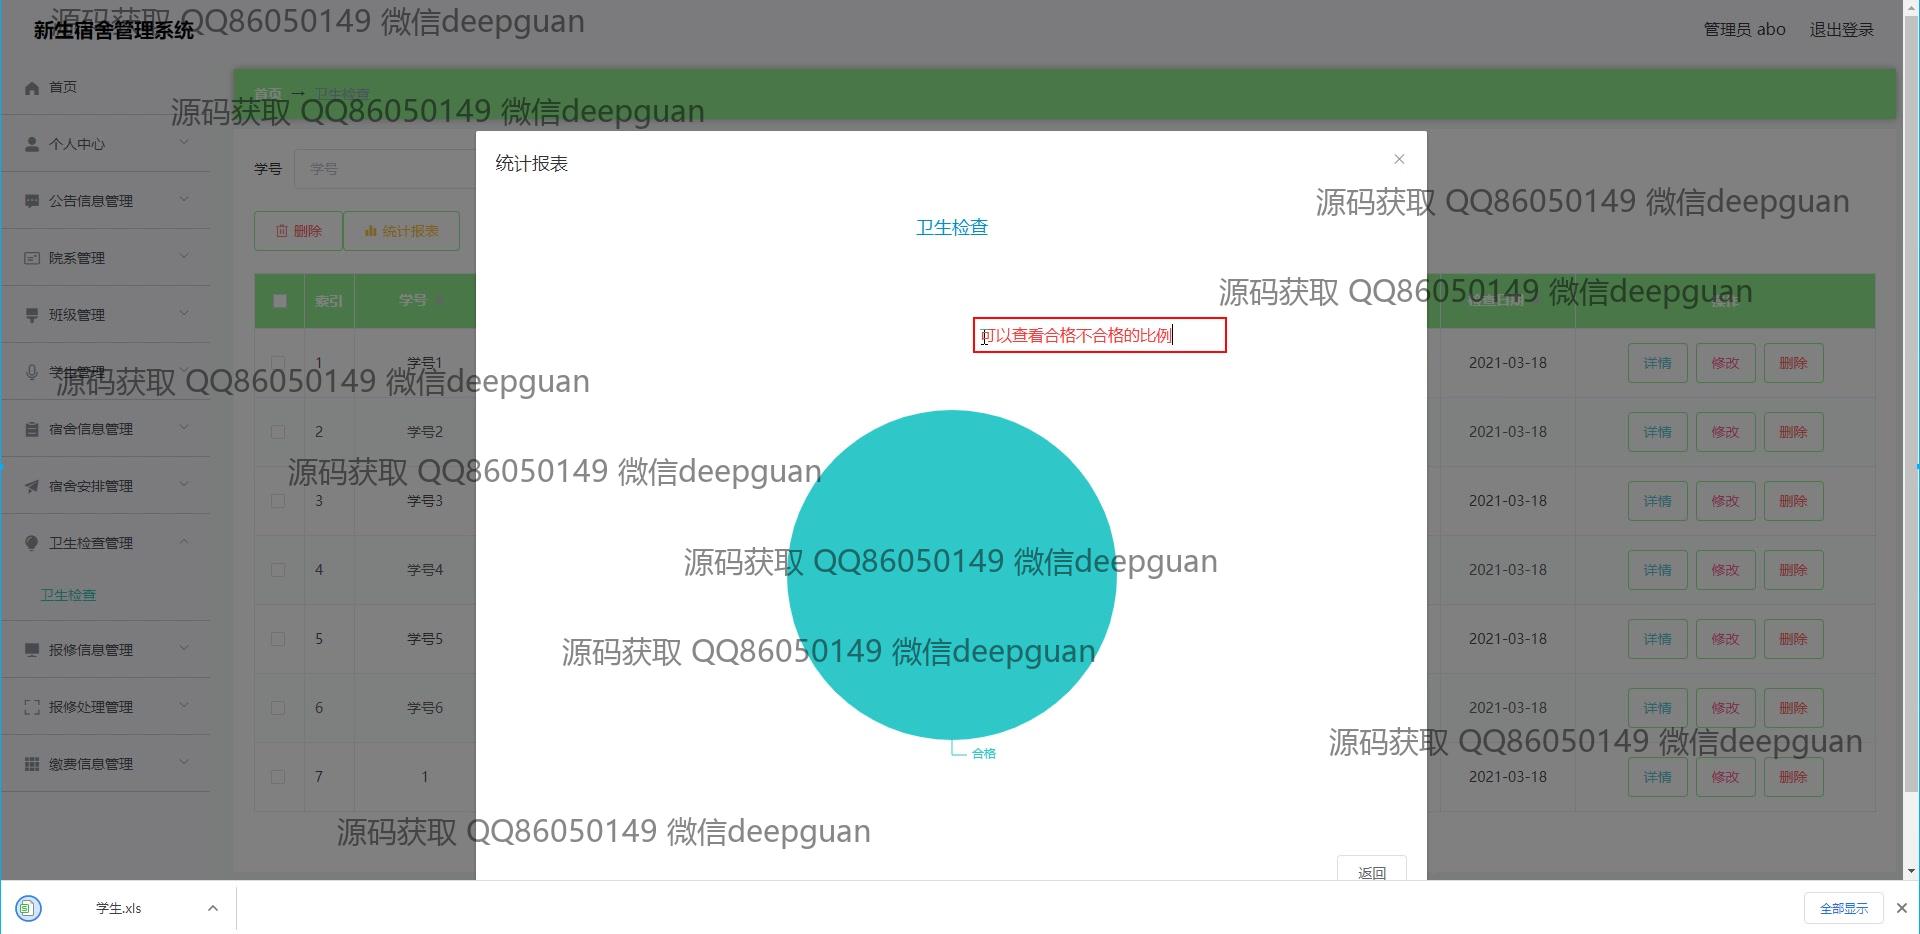 新生宿舍管理系统
源码获取 QQ86050149 微信deepguan
管理员 abo 退出登录
首页
个人中心
公告信息管理
院系管理
班级管理
学生管理
宿舍信息管理
宿舍安排管理
卫生检查管理
卫生检查
报修信息管理
报修处理管理
缴费信息管理
首页 → 卫生检查
源码获取 QQ86050149 微信deepguan
学号 学号
删除 统计报表
索引 学号
1 学号1
2 学号2
3 学号3
4 学号4
5 学号5
6 学号6
7 1
统计报表
卫生检查
可以查看合格不合格的比例
合格
返回
源码获取 QQ86050149 微信deepguan
源码获取 QQ86050149 微信deepguan
检查日期 操作
2021-03-18 详情 修改 删除
2021-03-18 详情 修改 删除
2021-03-18 详情 修改 删除
2021-03-18 详情 修改 删除
2021-03-18 详情 修改 删除
2021-03-18 详情 修改 删除
2021-03-18 详情 修改 删除
源码获取 QQ86050149 微信deepguan
源码获取 QQ86050149 微信deepguan
源码获取 QQ86050149 微信deepguan
源码获取 QQ86050149 微信deepguan
源码获取 QQ86050149 微信deepguan
源码获取 QQ86050149 微信deepguan
学生.xls
全部显示